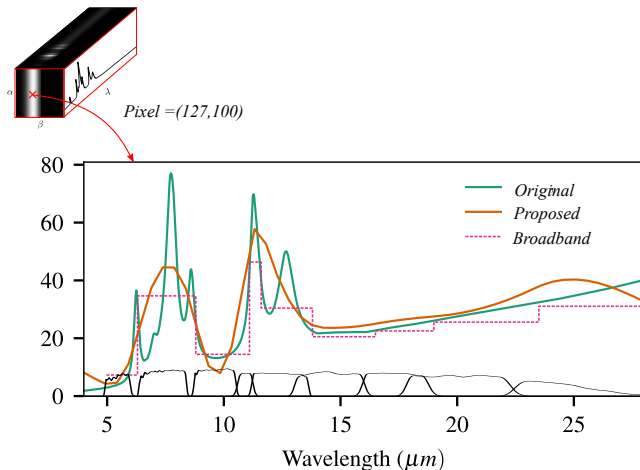 α
λ
β
Pixel =(127,100)
80
60
40
20
0
Original
Proposed
Broadband
5 10 15 20 25
Wavelength (μm)